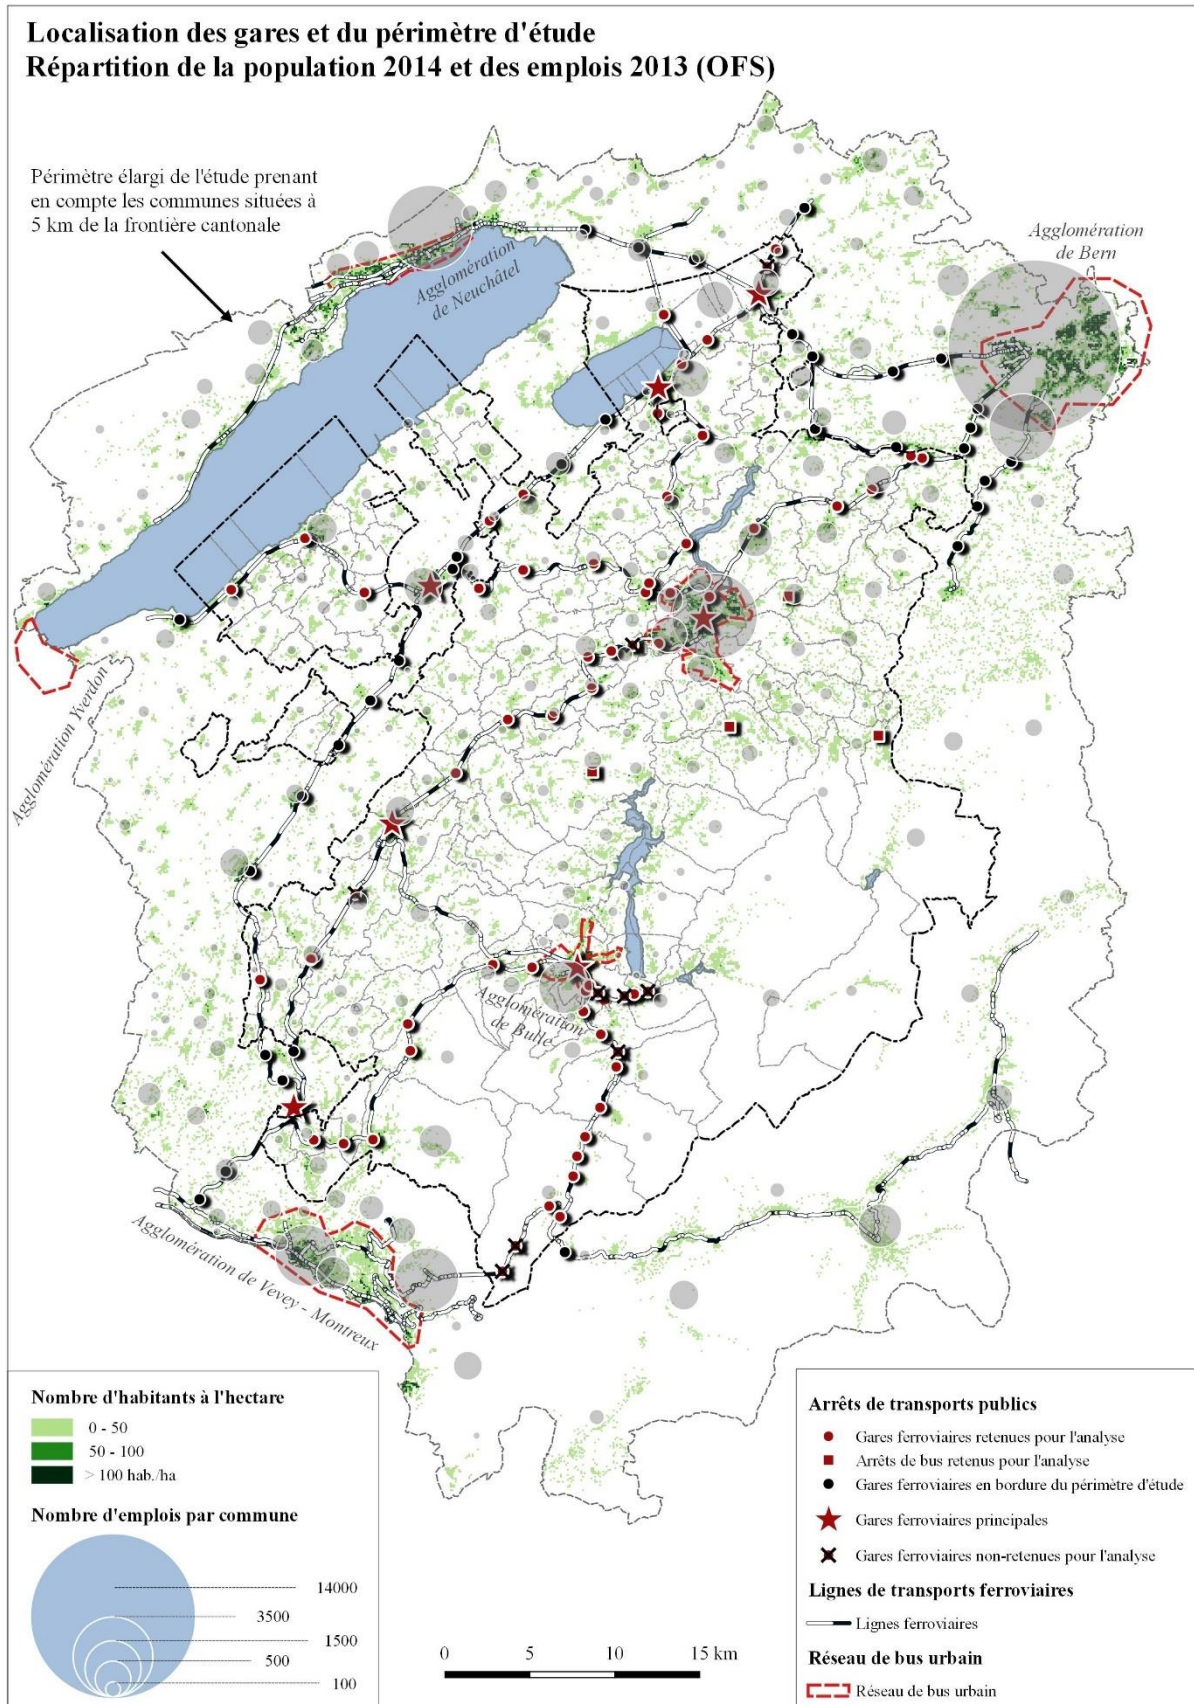 Localisation des gares et du périmètre d'étude
Répartition de la population 2014 et des emplois 2013 (OFS)
Périmètre élargi de l'étude prenant
en compte les communes situées à
5 km de la frontière cantonale
Agglomération
de Bern
Agglomération
de Neuchâtel
Agglomération Yverdon
Agglomération
de Bulle
Agglomération de Vevey - Montreux
Nombre d'habitants à l'hectare
0 - 50
50 - 100
> 100 hab./ha
Nombre d'emplois par commune
14000
3500
1500
500
100
0 5 10 15 km
Arrêts de transports publics
Gares ferroviaires retenues pour l'analyse
Arrêts de bus retenus pour l'analyse
Gares ferroviaires en bordure du périmètre d'étude
Gares ferroviaires principales
Gares ferroviaires non-retenues pour l'analyse
Lignes de transports ferroviaires
Lignes ferroviaires
Réseau de bus urbain
Réseau de bus urbain